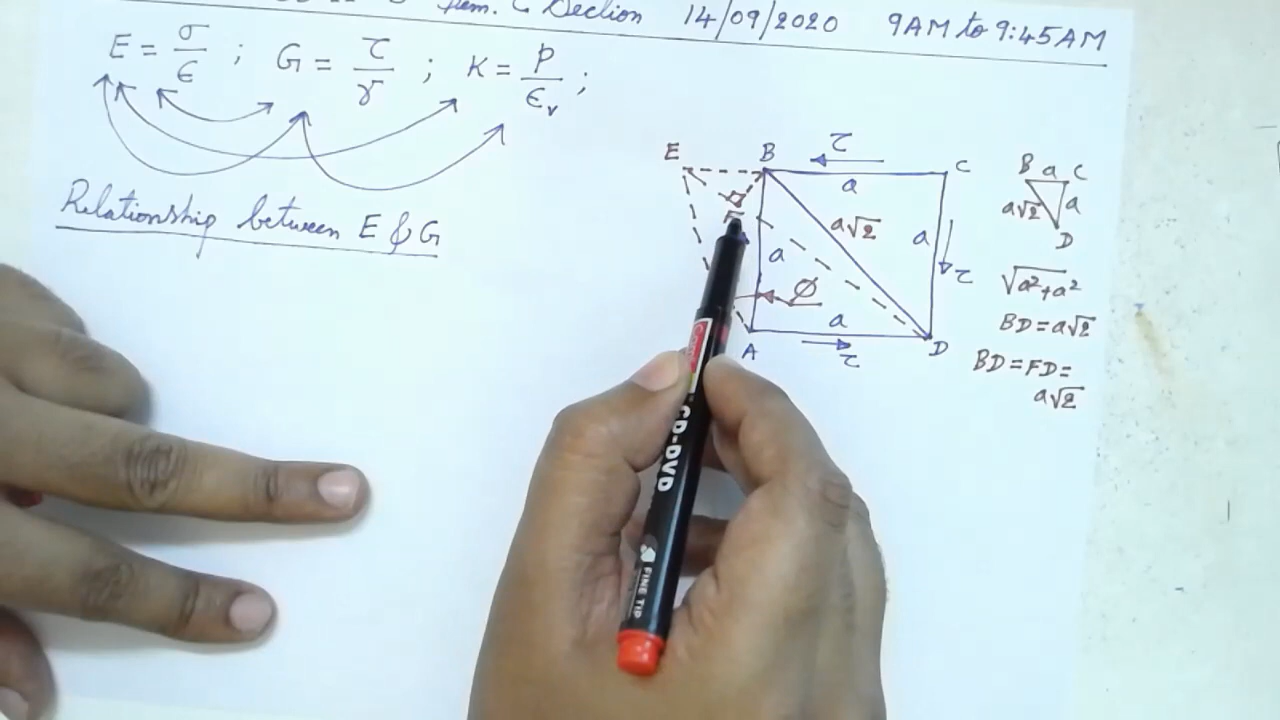 Sem. C Section 14/09/2020 9AM to 9:45AM
E = σ/ϵ ; G = τ/γ ; K = p/ϵv ;
Relationship between E & G
E B τ C
a
a√2
a
a
τ
φ
a
A τ D
B a C
a√2 a
D
√a²+a²
BD = a√2
BD = FD =
a√2
CD-DVD
FINE TIP